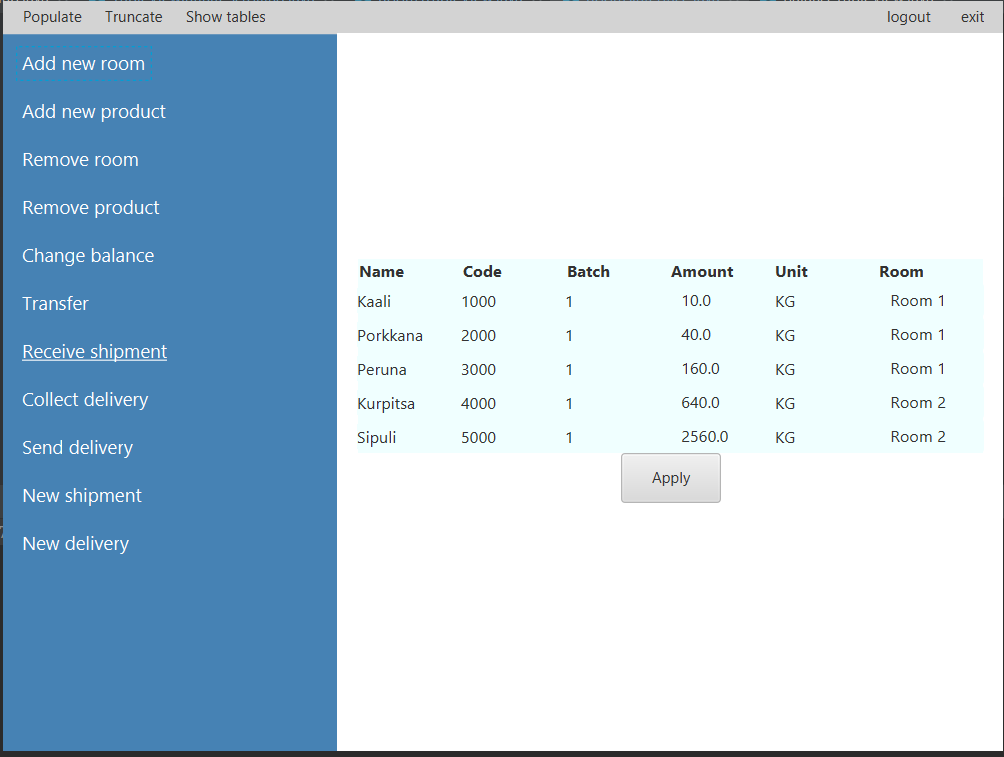 Populate Truncate Show tables logout exit
Add new room
Add new product
Remove room
Remove product
Change balance
Transfer
Receive shipment
Collect delivery
Send delivery
New shipment
New delivery
Name Code Batch Amount Unit Room
Kaali 1000 1 10.0 KG Room 1
Porkkana 2000 1 40.0 KG Room 1
Peruna 3000 1 160.0 KG Room 1
Kurpitsa 4000 1 640.0 KG Room 2
Sipuli 5000 1 2560.0 KG Room 2
Apply